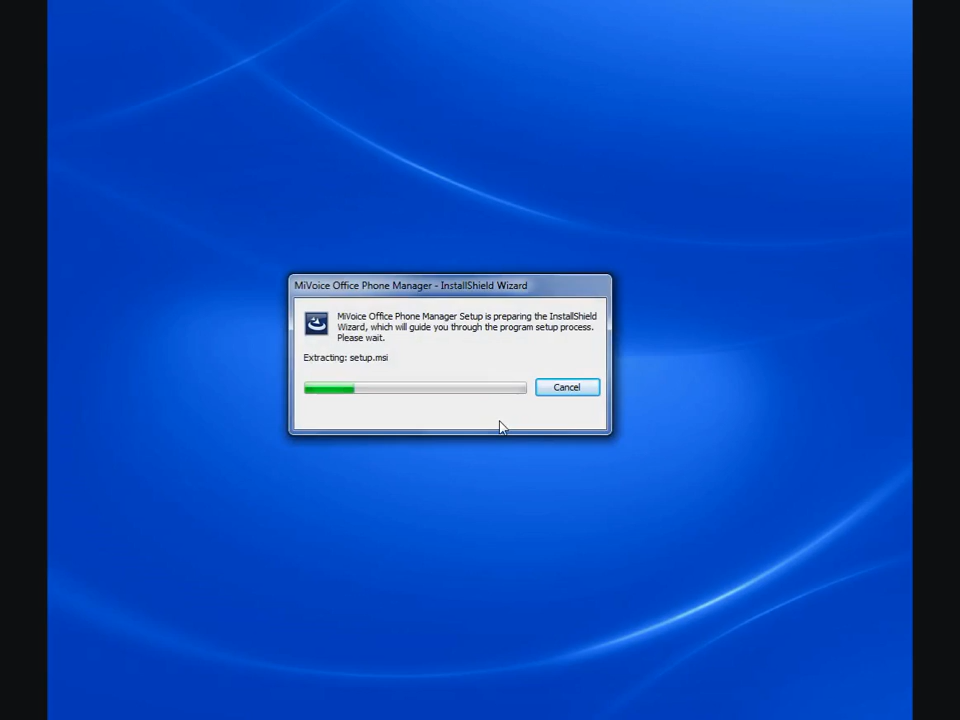 MiVoice Office Phone Manager - InstallShield Wizard
MiVoice Office Phone Manager Setup is preparing the InstallShield
Wizard, which will guide you through the program setup process.
Please wait.
Extracting: setup.msi
Cancel